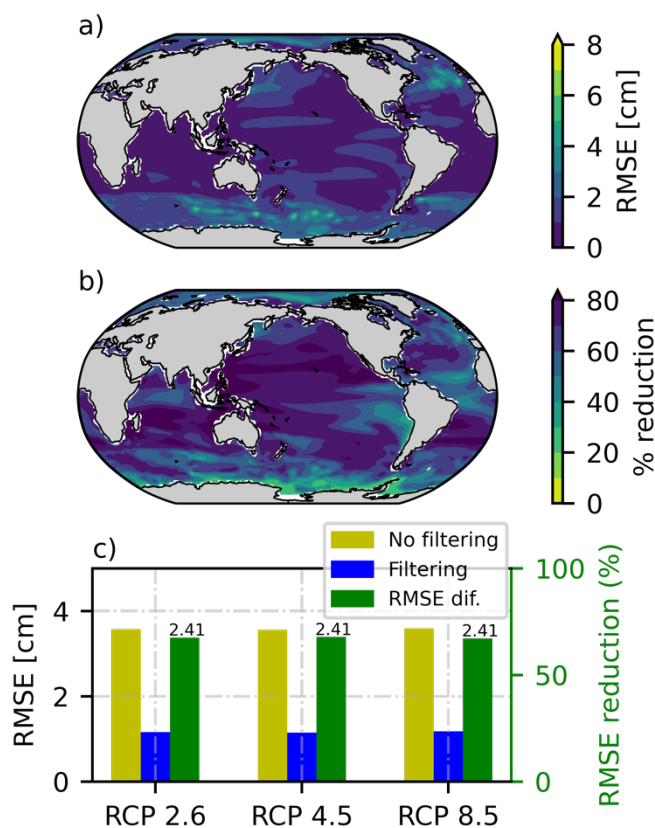 a)
8
6
4
2
0
RMSE [cm]
b)
80
60
40
20
0
% reduction
c)
No filtering
Filtering
RMSE dif.
4
2
0
RMSE [cm]
2.41
2.41
2.41
100
50
0
RMSE reduction (%)
RCP 2.6
RCP 4.5
RCP 8.5